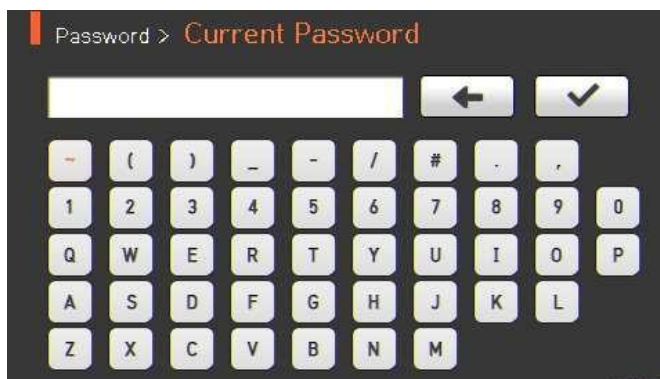 Password > Current Password
~ ( ) _ - / # . ,
1 2 3 4 5 6 7 8 9 0
Q W E R T Y U I O P
A S D F G H J K L
Z X C V B N M